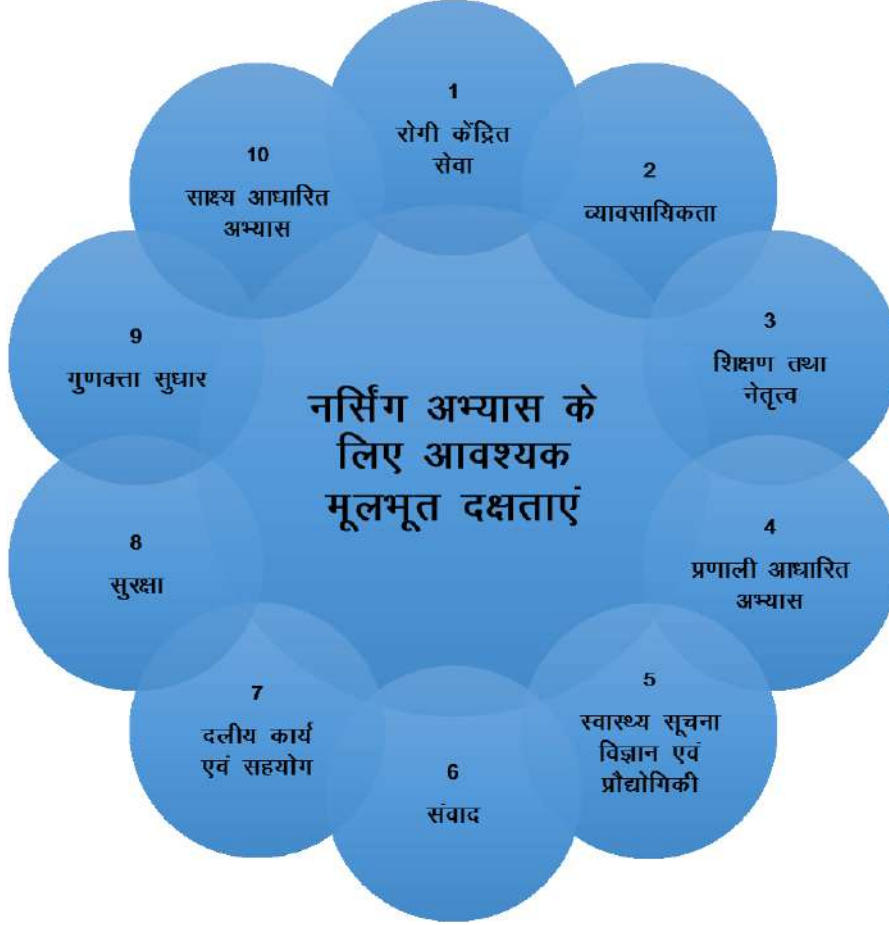 नर्सिंग अभ्यास के
लिए आवश्यक
मूलभूत दक्षताएं
1
रोगी केंद्रित
सेवा
2
व्यावसायिकता
3
शिक्षण तथा
नेतृत्व
4
प्रणाली आधारित
अभ्यास
5
स्वास्थ्य सूचना
विज्ञान एवं
प्रौद्योगिकी
6
संवाद
7
दलीय कार्य
एवं सहयोग
8
सुरक्षा
9
गुणवत्ता सुधार
10
साक्ष्य आधारित
अभ्यास